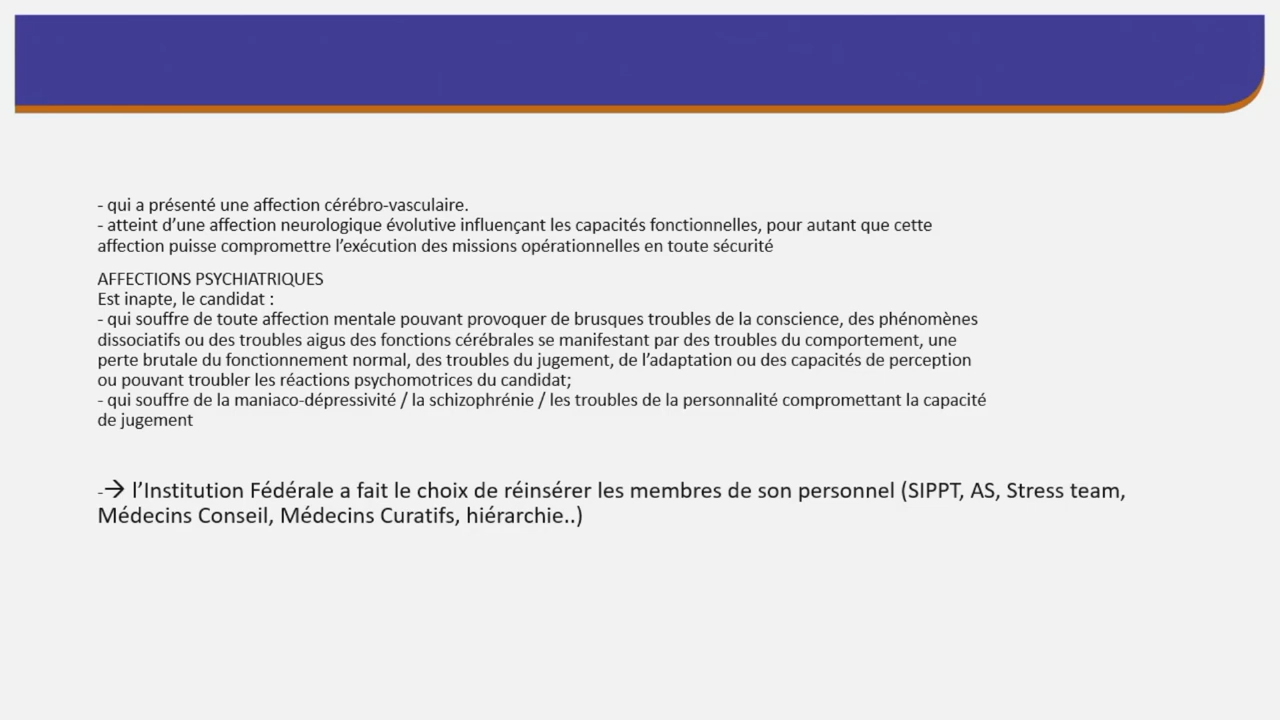 - qui a présenté une affection cérébro-vasculaire.
- atteint d’une affection neurologique évolutive influençant les capacités fonctionnelles, pour autant que cette
affection puisse compromettre l’exécution des missions opérationnelles en toute sécurité
AFFECTIONS PSYCHIATRIQUES
Est inapte, le candidat :
- qui souffre de toute affection mentale pouvant provoquer de brusques troubles de la conscience, des phénomènes
dissociatifs ou des troubles aigus des fonctions cérébrales se manifestant par des troubles du comportement, une
perte brutale du fonctionnement normal, des troubles du jugement, de l’adaptation ou des capacités de perception
ou pouvant troubler les réactions psychomotrices du candidat;
- qui souffre de la maniaco-dépressivité / la schizophrénie / les troubles de la personnalité compromettant la capacité
de jugement
-→ l’Institution Fédérale a fait le choix de réinsérer les membres de son personnel (SIPPT, AS, Stress team,
Médecins Conseil, Médecins Curatifs, hiérarchie..)